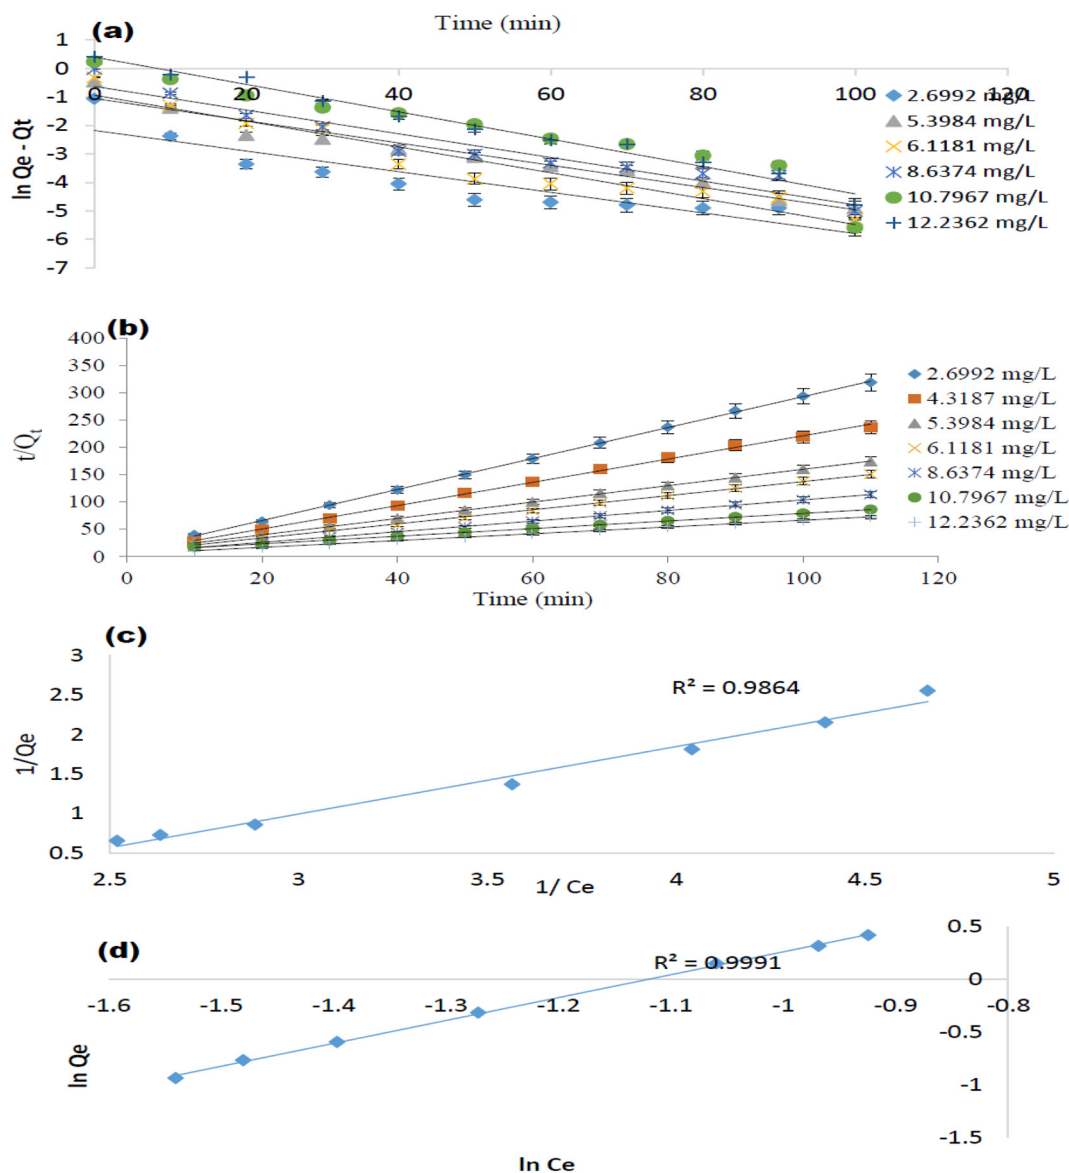 (a)
Time (min)
1
0
-1
-2
-3
-4
-5
-6
-7
ln Qe - Qt
0 20 40 60 80 100 120
2.6992 mg/L
5.3984 mg/L
6.1181 mg/L
8.6374 mg/L
10.7967 mg/L
12.2362 mg/L
(b)
400
350
300
250
200
150
100
50
0
t/Qt
0 20 40 60 80 100 120
Time (min)
2.6992 mg/L
4.3187 mg/L
5.3984 mg/L
6.1181 mg/L
8.6374 mg/L
10.7967 mg/L
12.2362 mg/L
(c)
3
2.5
2
1.5
1
0.5
1/Qe
R² = 0.9864
2.5 3 3.5 4 4.5 5
1/ Ce
(d)
0.5
0
-0.5
-1
-1.5
R² = 0.9991
-1.6 -1.5 -1.4 -1.3 -1.2 -1.1 -1 -0.9 -0.8
ln Qe
ln Ce